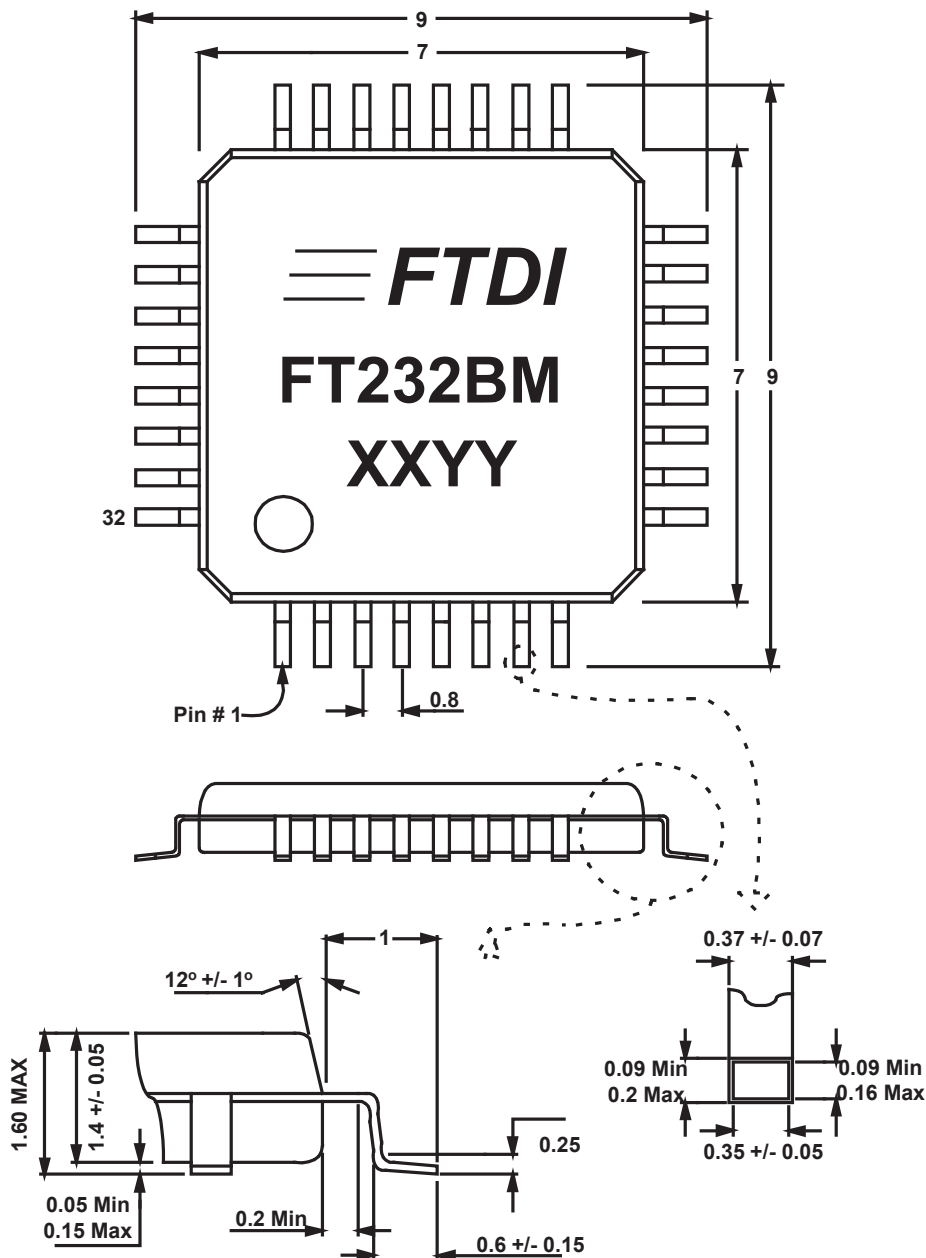 9
7
FTDI
FT232BM
XXYY
7
9
32
Pin # 1
0.8
1
12º +/- 1º
1.60 MAX
1.4 +/- 0.05
0.05 Min
0.15 Max
0.2 Min
0.6 +/- 0.15
0.25
0.37 +/- 0.07
0.09 Min
0.2 Max
0.09 Min
0.16 Max
0.35 +/- 0.05